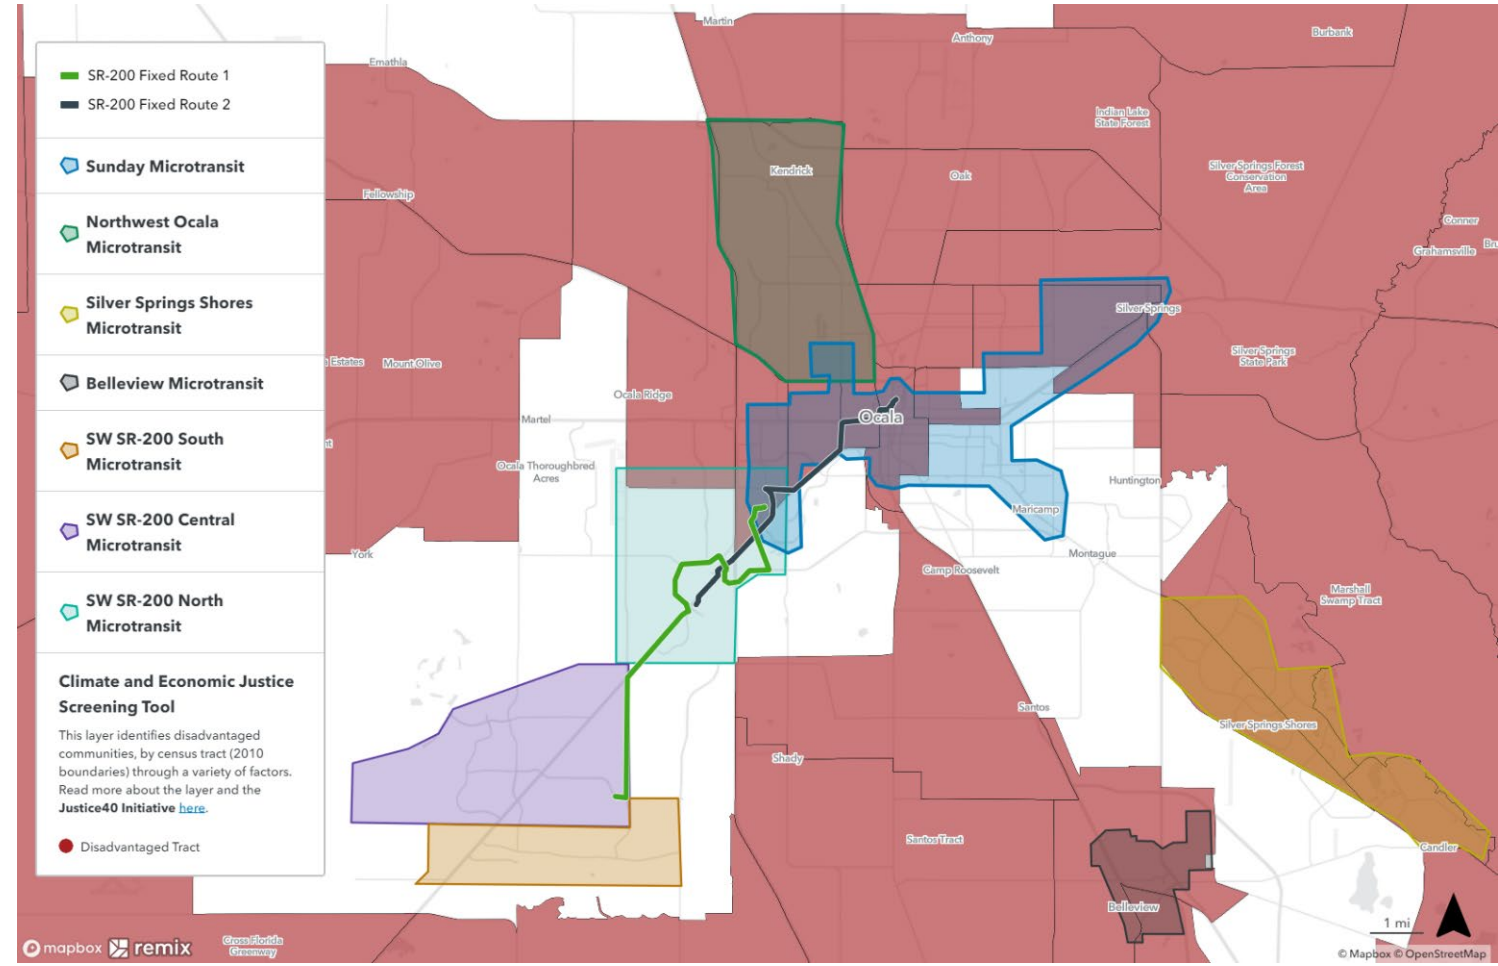 SR-200 Fixed Route 1
SR-200 Fixed Route 2
Sunday Microtransit
Northwest Ocala
Microtransit
Silver Springs Shores
Microtransit
Belleview Microtransit
SW SR-200 South
Microtransit
SW SR-200 Central
Microtransit
SW SR-200 North
Microtransit
Climate and Economic Justice
Screening Tool
This layer identifies disadvantaged
communities, by census tract (2010
boundaries) through a variety of factors.
Read more about the layer and the
Justice40 Initiative here.
Disadvantaged Tract
Martin
Anthony
Burbank
Emathla
Indian Lake
State Forest
Kendrick
Oak
Silver Springs Forest
Conservation
Area
Fellowship
Conner
Grahamsville
Silver Springs
Silver Springs
State Park
Estates
Mount Olive
Ocala Ridge
Martel
Ocala
Ocala Thoroughbred
Acres
Huntington
Maricamp
York
Montague
Camp Roosevelt
Marshall
Swamp Tract
Santos
Silver Springs Shores
Shady
Santos Tract
Candler
Belleview
1 mi
Cross Florida
Greenway
mapbox remix
© Mapbox © OpenStreetMap